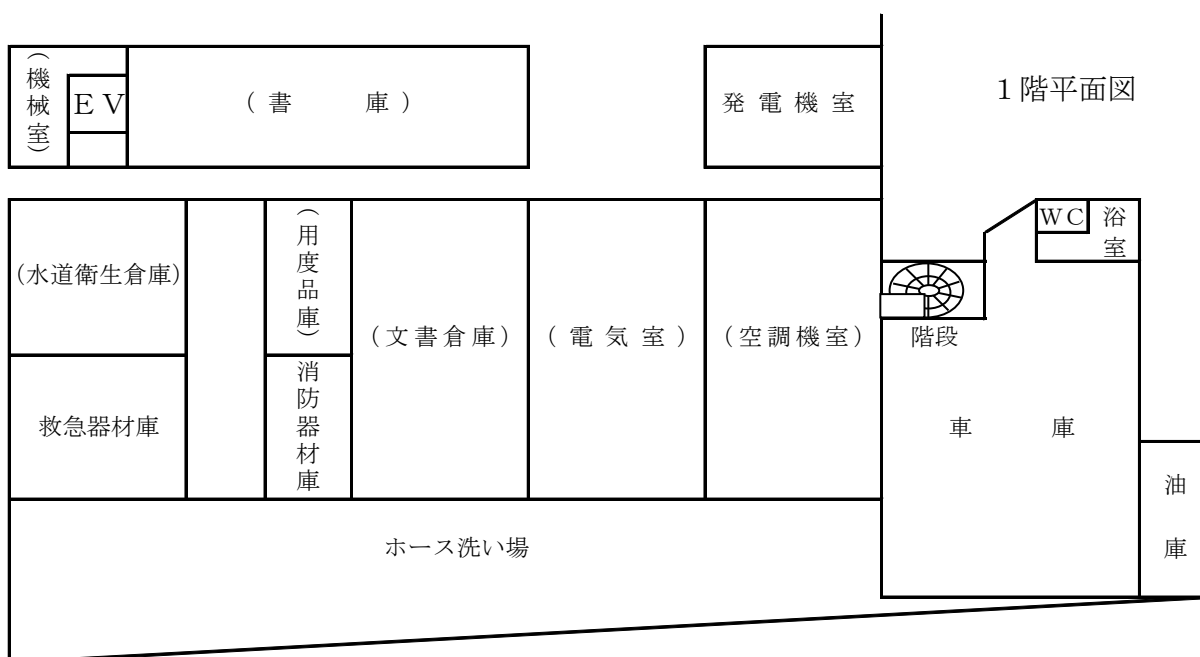 １階平面図
（機械室）
ＥＶ
（書庫）
発電機室
ＷＣ
浴室
(水道衛生倉庫)
（用度品庫）
（文書倉庫）
（電気室）
（空調機室）
階段
救急器材庫
消防器材庫
車庫
油庫
ホース洗い場